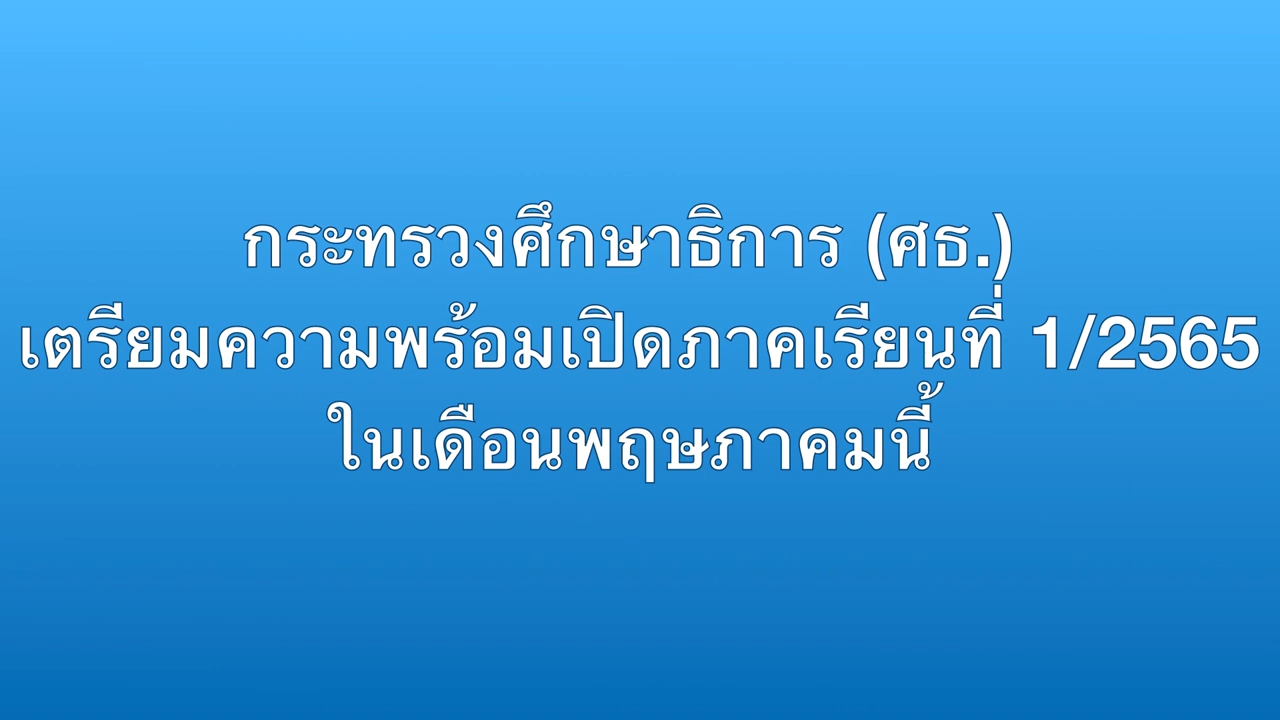 กระทรวงศึกษาธิการ (ศธ.)
เตรียมความพร้อมเปิดภาคเรียนที่ 1/2565
ในเดือนพฤษภาคมนี้